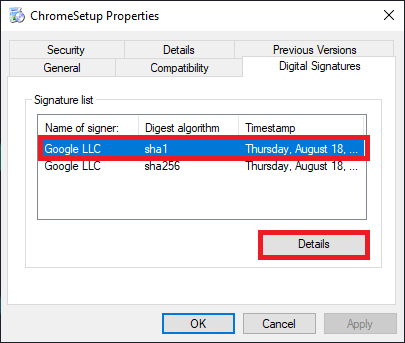 ChromeSetup Properties
Security Details Previous Versions
General Compatibility Digital Signatures
Signature list
Name of signer: Digest algorithm Timestamp
Google LLC sha1 Thursday, August 18, ...
Google LLC sha256 Thursday, August 18, ...
Details
OK Cancel Apply